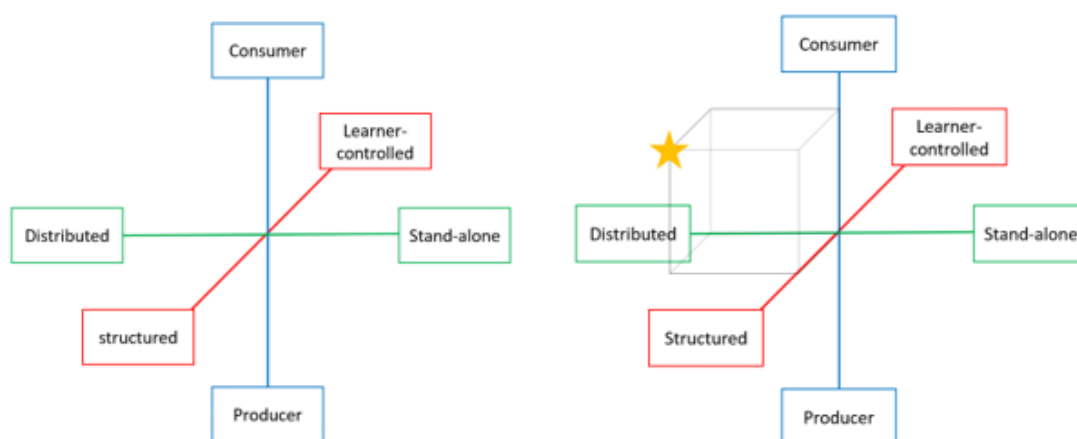 Consumer
Learner-
controlled
Distributed
Stand-alone
structured
Producer
Consumer
Learner-
controlled
Distributed
Stand-alone
Structured
Producer